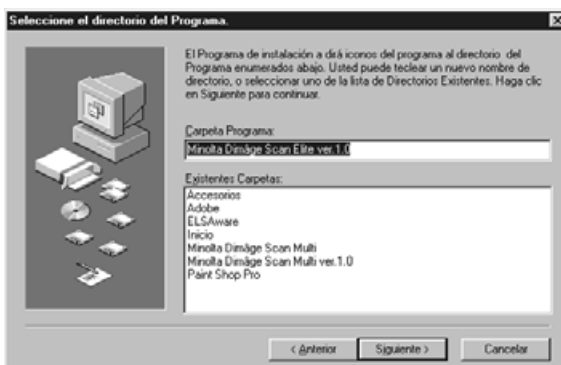 Seleccione el directorio del Programa.
El Programa de instalación a dirá iconos del programa al directorio del
Programa enumerados abajo. Usted puede teclear un nuevo nombre de
directorio, o seleccionar uno de la lista de Directorios Existentes. Haga clic
en Siguiente para continuar.
Carpeta Programa:
Minolta Dimâge Scan Elite ver.1.0
Existentes Carpetas:
Accesorios
Adobe
ELSAware
Inicio
Minolta Dimâge Scan Multi
Minolta Dimâge Scan Multi ver.1.0
Paint Shop Pro
< Anterior
Siguiente >
Cancelar